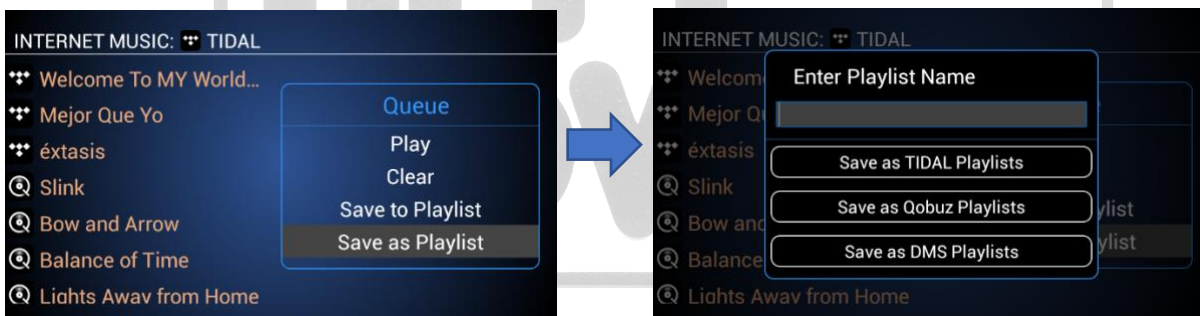 INTERNET MUSIC: TIDAL
Welcome To MY World...
Mejor Que Yo
éxtasis
Slink
Bow and Arrow
Balance of Time
Lights Away from Home
Queue
Play
Clear
Save to Playlist
Save as Playlist
INTERNET MUSIC: TIDAL
Welcom
Mejor Qu
éxtasis
Slink
Bow and
Balance
Lights Away from Home
Enter Playlist Name
Save as TIDAL Playlists
Save as Qobuz Playlists
Save as DMS Playlists
ylist
ylist